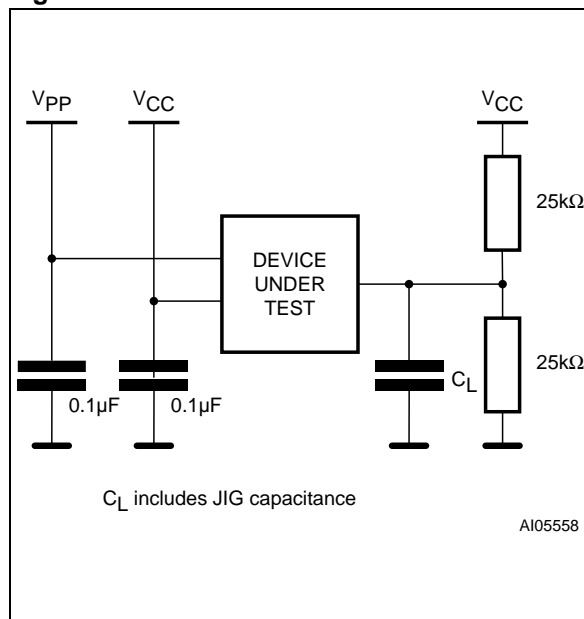 VPP
VCC
VCC
25kΩ
DEVICE
UNDER
TEST
25kΩ
CL
0.1µF
0.1µF
CL includes JIG capacitance
AI05558